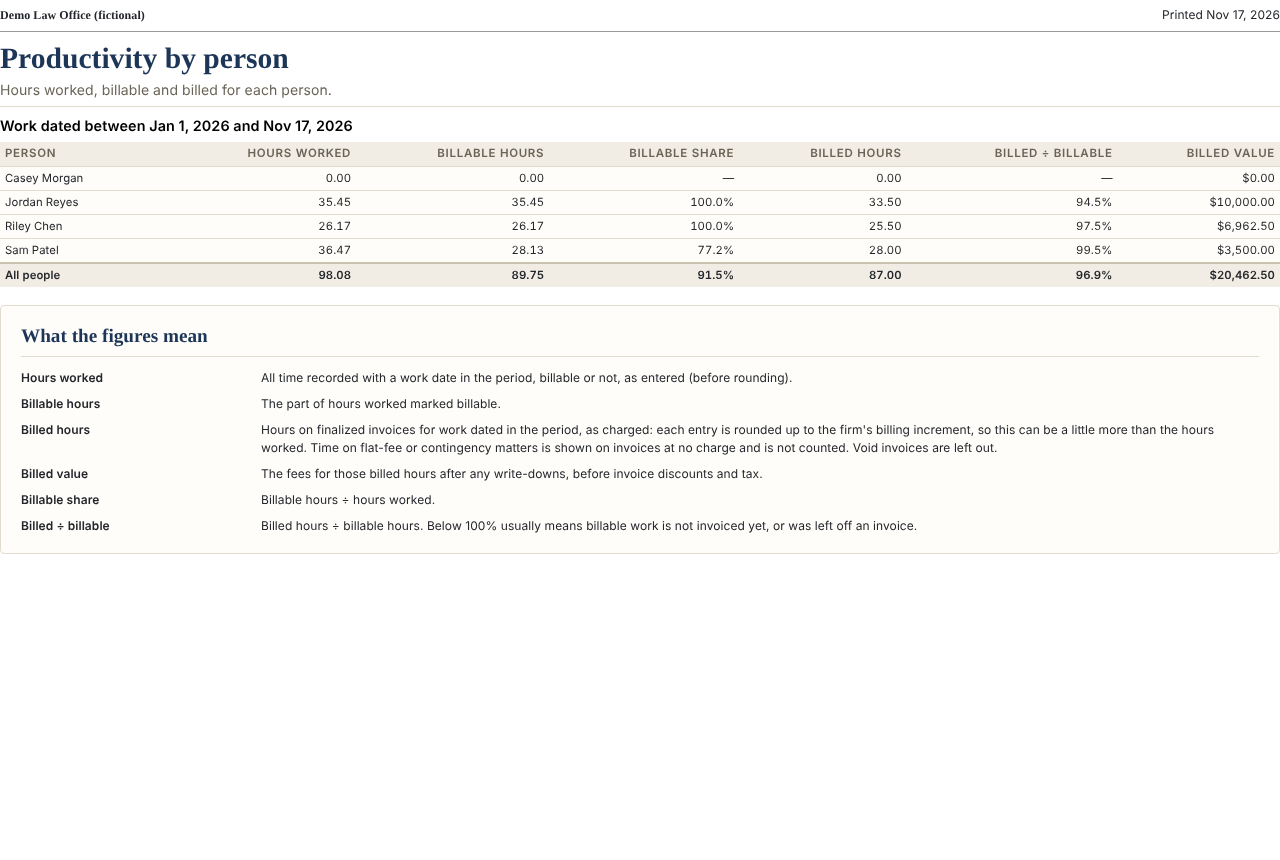 Demo Law Office (fictional) Printed Nov 17, 2026
Productivity by person
Hours worked, billable and billed for each person.
Work dated between Jan 1, 2026 and Nov 17, 2026
PERSON HOURS WORKED BILLABLE HOURS BILLABLE SHARE BILLED HOURS BILLED ÷ BILLABLE BILLED VALUE
Casey Morgan 0.00 0.00 — 0.00 — $0.00
Jordan Reyes 35.45 35.45 100.0% 33.50 94.5% $10,000.00
Riley Chen 26.17 26.17 100.0% 25.50 97.5% $6,962.50
Sam Patel 36.47 28.13 77.2% 28.00 99.5% $3,500.00
All people 98.08 89.75 91.5% 87.00 96.9% $20,462.50
What the figures mean
Hours worked All time recorded with a work date in the period, billable or not, as entered (before rounding).
Billable hours The part of hours worked marked billable.
Billed hours Hours on finalized invoices for work dated in the period, as charged: each entry is rounded up to the firm's billing increment, so this can be a little more than the hours
worked. Time on flat-fee or contingency matters is shown on invoices at no charge and is not counted. Void invoices are left out.
Billed value The fees for those billed hours after any write-downs, before invoice discounts and tax.
Billable share Billable hours ÷ hours worked.
Billed ÷ billable Billed hours ÷ billable hours. Below 100% usually means billable work is not invoiced yet, or was left off an invoice.